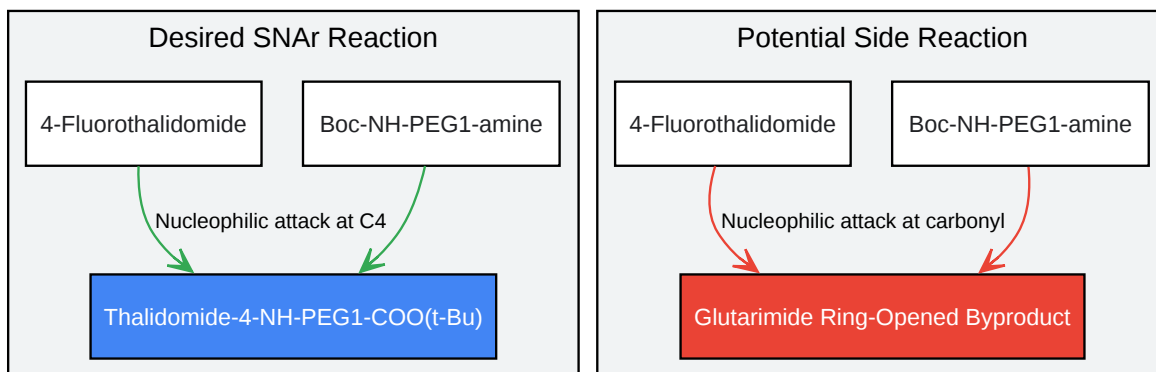 Desired SNAr Reaction
4-Fluorothalidomide
Boc-NH-PEG1-amine
Nucleophilic attack at C4
Thalidomide-4-NH-PEG1-COO(t-Bu)
Potential Side Reaction
4-Fluorothalidomide
Boc-NH-PEG1-amine
Nucleophilic attack at carbonyl
Glutarimide Ring-Opened Byproduct